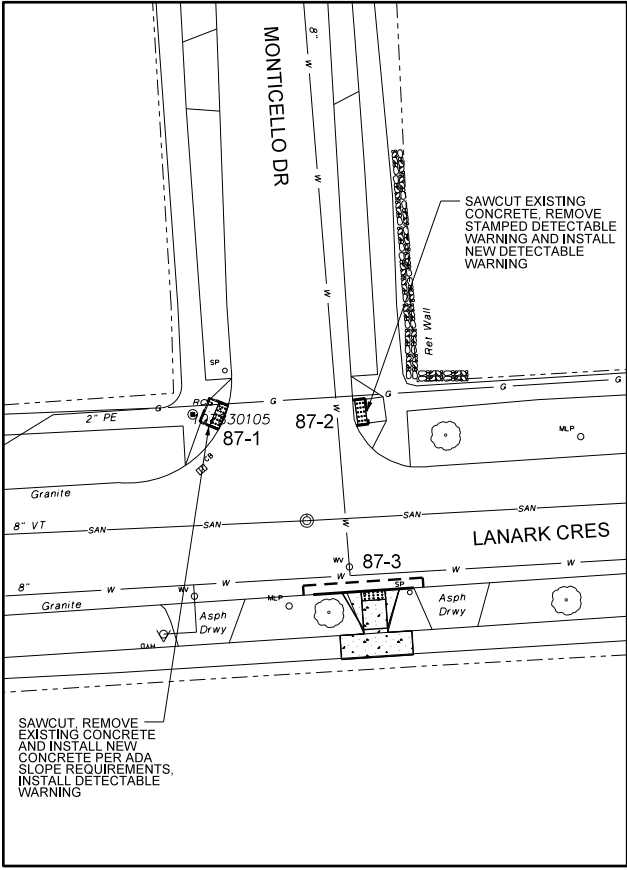 MONTICELLO DR
8"
W
W
W
W
W
SAWCUT EXISTING
CONCRETE, REMOVE
STAMPED DETECTABLE
WARNING AND INSTALL
NEW DETECTABLE
WARNING
Ret Wall
SP
G
G
G
G
G
2" PE
87-1
87-2
CB
MLP
Granite
8" VT
SAN
SAN
SAN
SAN
LANARK CRES
WV
87-3
8"
W
W
W
W
W
WV
SP
Granite
MLP
Asph
Drwy
Asph
Drwy
HYD
SAWCUT, REMOVE
EXISTING CONCRETE
AND INSTALL NEW
CONCRETE PER ADA
SLOPE REQUIREMENTS,
INSTALL DETECTABLE
WARNING